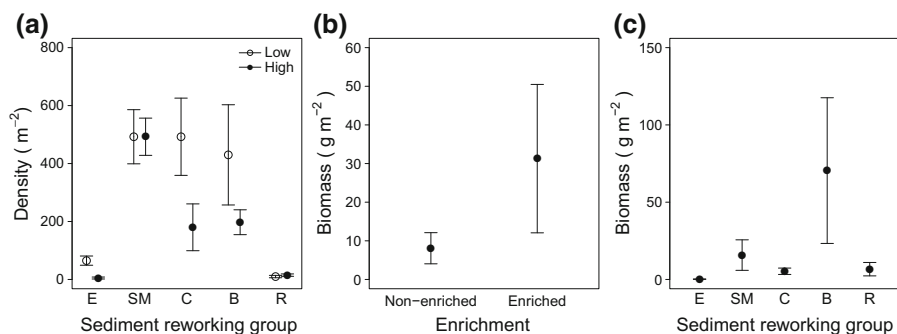 (a)
Low
High
Density ( m⁻²)
800
600
400
200
0
E SM C B R
Sediment reworking group
(b)
Biomass ( g m⁻²)
60
50
40
30
20
10
0
Non-enriched Enriched
Enrichment
(c)
Biomass ( g m⁻²)
150
100
50
0
E SM C B R
Sediment reworking group